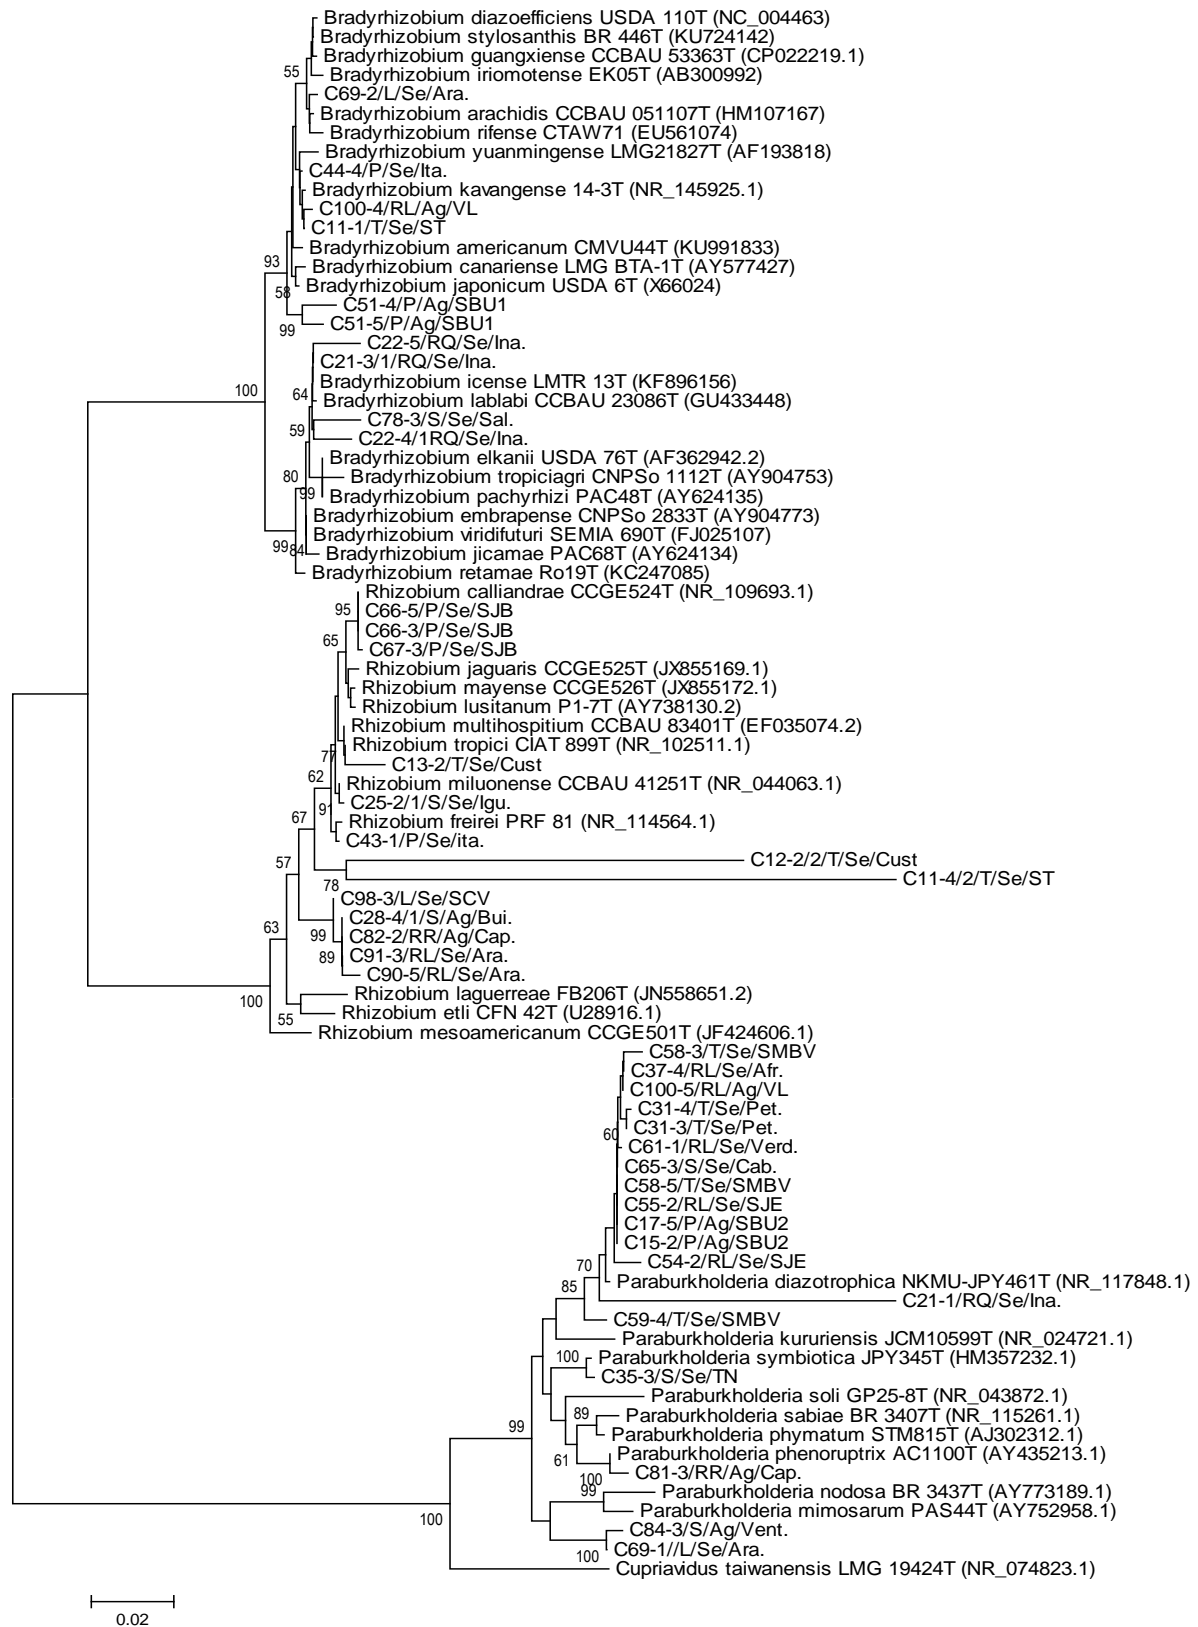 Bradyrhizobium diazoefficiens USDA 110T (NC_004463)
Bradyrhizobium stylosanthis BR 446T (KU724142)
Bradyrhizobium guangxiense CCBAU 53363T (CP022219.1)
Bradyrhizobium iriomotense EK05T (AB300992)
55
C69-2/L/Se/Ara.
Bradyrhizobium arachidis CCBAU 051107T (HM107167)
Bradyrhizobium rifense CTAW71 (EU561074)
Bradyrhizobium yuanmingense LMG21827T (AF193818)
C44-4/P/Se/Ita.
Bradyrhizobium kavangense 14-3T (NR_145925.1)
C100-4/RL/Ag/VL
C11-1/T/Se/ST
Bradyrhizobium americanum CMVU44T (KU991833)
93
Bradyrhizobium canariense LMG BTA-1T (AY577427)
Bradyrhizobium japonicum USDA 6T (X66024)
58
C51-4/P/Ag/SBU1
C51-5/P/Ag/SBU1
99
C22-5/RQ/Se/Ina.
C21-3/1/RQ/Se/Ina.
Bradyrhizobium icense LMTR 13T (KF896156)
100
64
Bradyrhizobium lablabi CCBAU 23086T (GU433448)
C78-3/S/Se/Sal.
59
C22-4/1RQ/Se/Ina.
Bradyrhizobium elkanii USDA 76T (AF362942.2)
80
Bradyrhizobium tropiciagri CNPSo 1112T (AY904753)
99
Bradyrhizobium pachyrhizi PAC48T (AY624135)
Bradyrhizobium embrapense CNPSo 2833T (AY904773)
Bradyrhizobium viridifuturi SEMIA 690T (FJ025107)
99
84
Bradyrhizobium jicamae PAC68T (AY624134)
Bradyrhizobium retamae Ro19T (KC247085)
Rhizobium calliandrae CCGE524T (NR_109693.1)
95
C66-5/P/Se/SJB
C66-3/P/Se/SJB
65
C67-3/P/Se/SJB
Rhizobium jaguaris CCGE525T (JX855169.1)
Rhizobium mayense CCGE526T (JX855172.1)
Rhizobium lusitanum P1-7T (AY738130.2)
Rhizobium multihospitium CCBAU 83401T (EF035074.2)
Rhizobium tropici CIAT 899T (NR_102511.1)
77
C13-2/T/Se/Cust
62
Rhizobium miluonense CCBAU 41251T (NR_044063.1)
C25-2/1/S/Se/Igu.
91
67
Rhizobium freirei PRF 81 (NR_114564.1)
C43-1/P/Se/ita.
57
C12-2/2/T/Se/Cust
C11-4/2/T/Se/ST
78
C98-3/L/Se/SCV
C28-4/1/S/Ag/Bui.
63
99
C82-2/RR/Ag/Cap.
89
C91-3/RL/Se/Ara.
C90-5/RL/Se/Ara.
Rhizobium laguerreae FB206T (JN558651.2)
100
Rhizobium etli CFN 42T (U28916.1)
55
Rhizobium mesoamericanum CCGE501T (JF424606.1)
C58-3/T/Se/SMBV
C37-4/RL/Se/Afr.
C100-5/RL/Ag/VL
C31-4/T/Se/Pet.
C31-3/T/Se/Pet.
60
C61-1/RL/Se/Verd.
C65-3/S/Se/Cab.
C58-5/T/Se/SMBV
C55-2/RL/Se/SJE
C17-5/P/Ag/SBU2
C15-2/P/Ag/SBU2
C54-2/RL/Se/SJE
70
Paraburkholderia diazotrophica NKMU-JPY461T (NR_117848.1)
85
C21-1/RQ/Se/Ina.
C59-4/T/Se/SMBV
Paraburkholderia kururiensis JCM10599T (NR_024721.1)
100
Paraburkholderia symbiotica JPY345T (HM357232.1)
C35-3/S/Se/TN
Paraburkholderia soli GP25-8T (NR_043872.1)
89
Paraburkholderia sabiae BR 3407T (NR_115261.1)
99
Paraburkholderia phymatum STM815T (AJ302312.1)
61
Paraburkholderia phenoruptrix AC1100T (AY435213.1)
C81-3/RR/Ag/Cap.
100
99
Paraburkholderia nodosa BR 3437T (AY773189.1)
Paraburkholderia mimosarum PAS44T (AY752958.1)
100
C84-3/S/Ag/Vent.
C69-1//L/Se/Ara.
100
Cupriavidus taiwanensis LMG 19424T (NR_074823.1)
0.02